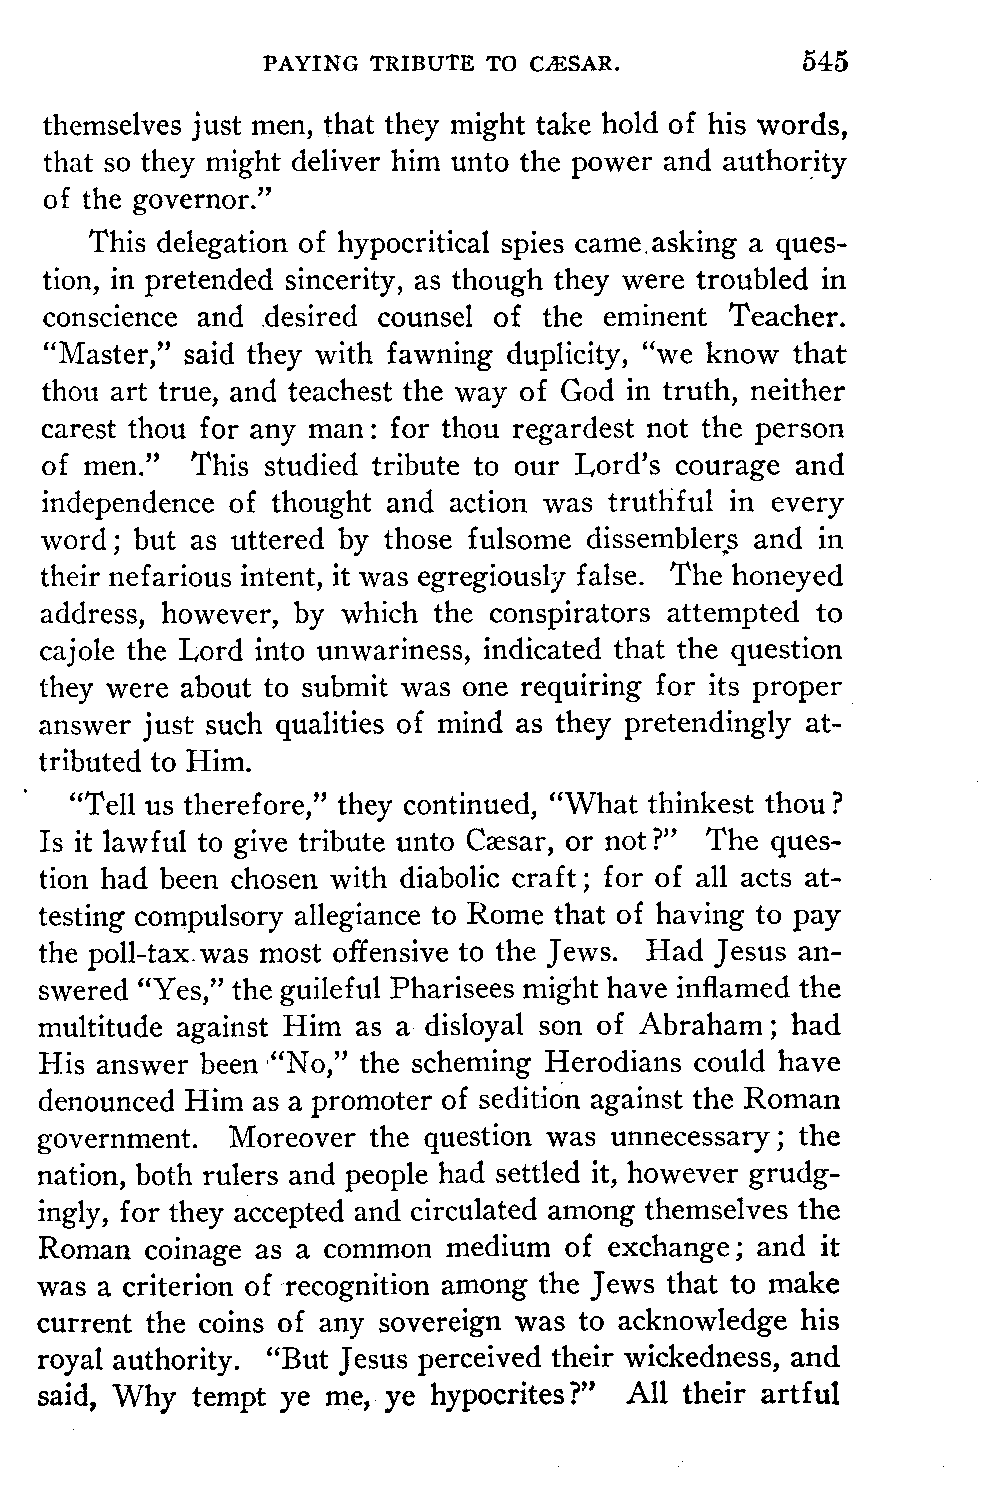 PAYING TRIBUTE TO CÆSAR. 545
themselves just men, that they might take hold of his words,
that so they might deliver him unto the power and authority
of the governor.”
This delegation of hypocritical spies came asking a ques-
tion, in pretended sincerity, as though they were troubled in
conscience and desired counsel of the eminent Teacher.
“Master,” said they with fawning duplicity, “we know that
thou art true, and teachest the way of God in truth, neither
carest thou for any man: for thou regardest not the person
of men.” This studied tribute to our Lord’s courage and
independence of thought and action was truthful in every
word; but as uttered by those fulsome dissemblers and in
their nefarious intent, it was egregiously false. The honeyed
address, however, by which the conspirators attempted to
cajole the Lord into unwariness, indicated that the question
they were about to submit was one requiring for its proper
answer just such qualities of mind as they pretendingly at-
tributed to Him.
“Tell us therefore,” they continued, “What thinkest thou?
Is it lawful to give tribute unto Cæsar, or not?” The ques-
tion had been chosen with diabolic craft; for of all acts at-
testing compulsory allegiance to Rome that of having to pay
the poll-tax was most offensive to the Jews. Had Jesus an-
swered “Yes,” the guileful Pharisees might have inflamed the
multitude against Him as a disloyal son of Abraham; had
His answer been “No,” the scheming Herodians could have
denounced Him as a promoter of sedition against the Roman
government. Moreover the question was unnecessary; the
nation, both rulers and people had settled it, however grudg-
ingly, for they accepted and circulated among themselves the
Roman coinage as a common medium of exchange; and it
was a criterion of recognition among the Jews that to make
current the coins of any sovereign was to acknowledge his
royal authority. “But Jesus perceived their wickedness, and
said, Why tempt ye me, ye hypocrites?” All their artful